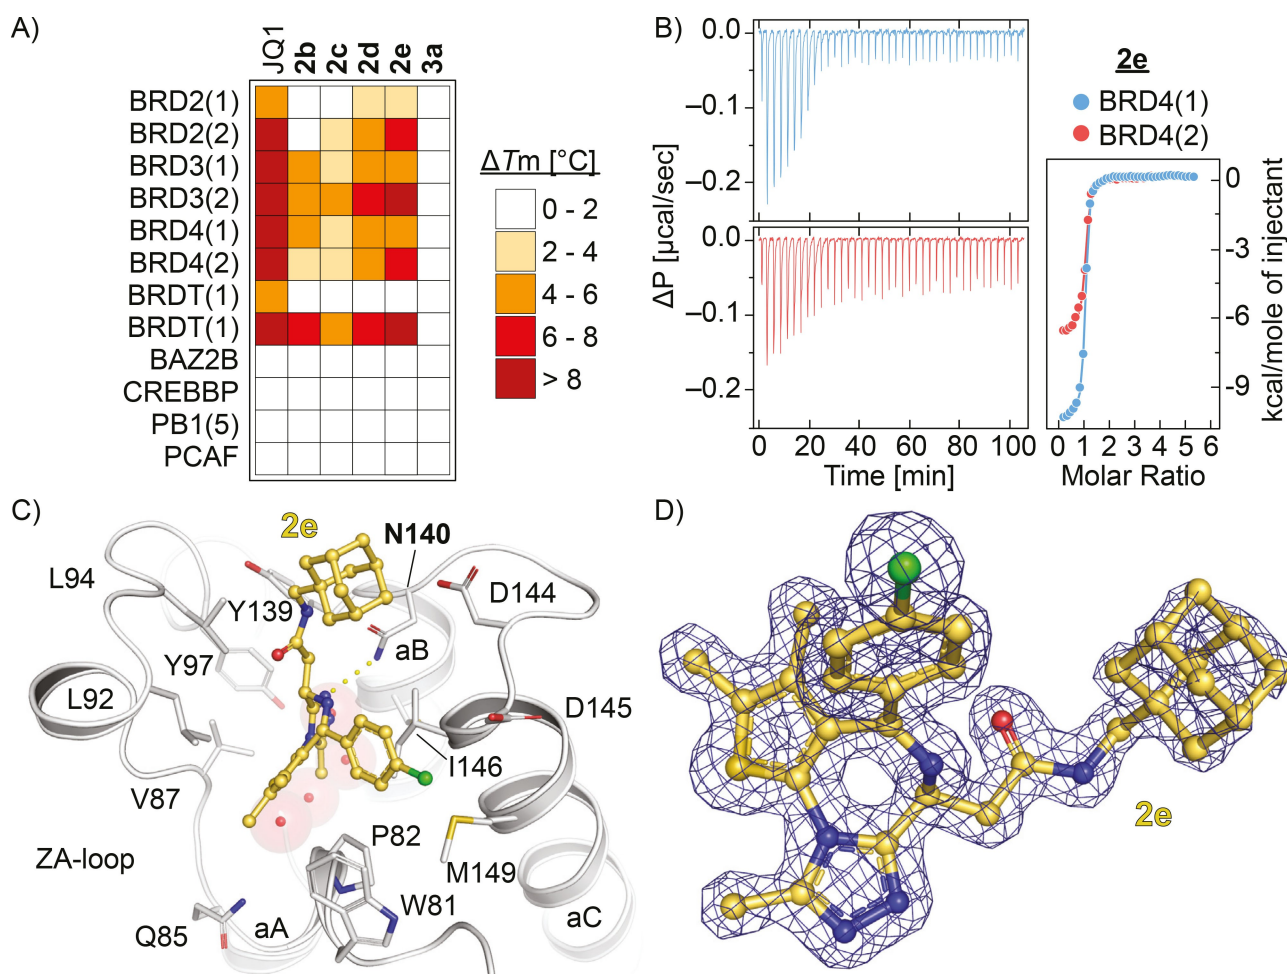 A)
JQ1 2b 2c 2d 2e 3a
BRD2(1)
BRD2(2)
BRD3(1)
BRD3(2)
BRD4(1)
BRD4(2)
BRDT(1)
BRDT(1)
BAZ2B
CREBBP
PB1(5)
PCAF
ΔTm [°C]
0 - 2
2 - 4
4 - 6
6 - 8
> 8
B)
0.0
−0.1
−0.2
0.0
−0.1
−0.2
ΔP [µcal/sec]
0 20 40 60 80 100
Time [min]
2e
BRD4(1)
BRD4(2)
0
-3
-6
-9
kcal/mole of injectant
0 1 2 3 4 5 6
Molar Ratio
C)
2e
N140
L94
Y139
D144
Y97
aB
L92
D145
I146
V87
P82
ZA-loop
M149
W81
Q85
aA
aC
D)
2e